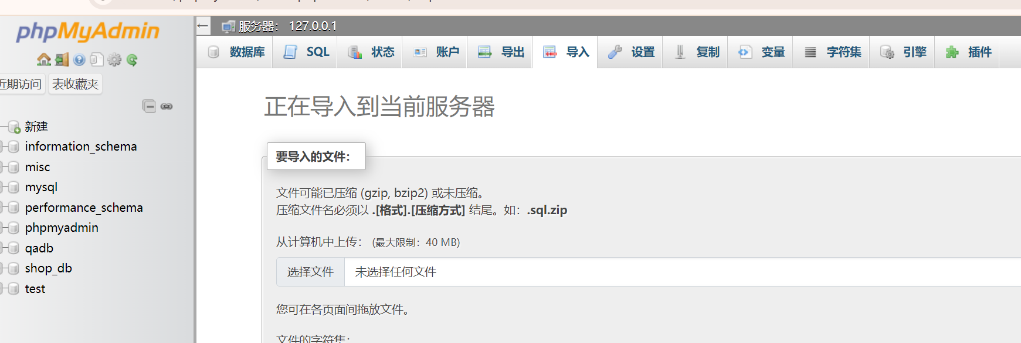 phpMyAdmin
近期访问 表收藏夹
新建
information_schema
misc
mysql
performance_schema
phpmyadmin
qadb
shop_db
test
服务器： 127.0.0.1
数据库 SQL 状态 账户 导出 导入 设置 复制 变量 字符集 引擎 插件
正在导入到当前服务器
要导入的文件：
文件可能已压缩 (gzip, bzip2) 或未压缩。
压缩文件名必须以 .[格式].[压缩方式] 结尾。如：.sql.zip
从计算机中上传： (最大限制：40 MB)
选择文件 未选择任何文件
您可在各页面间拖放文件。
文件的字符集：